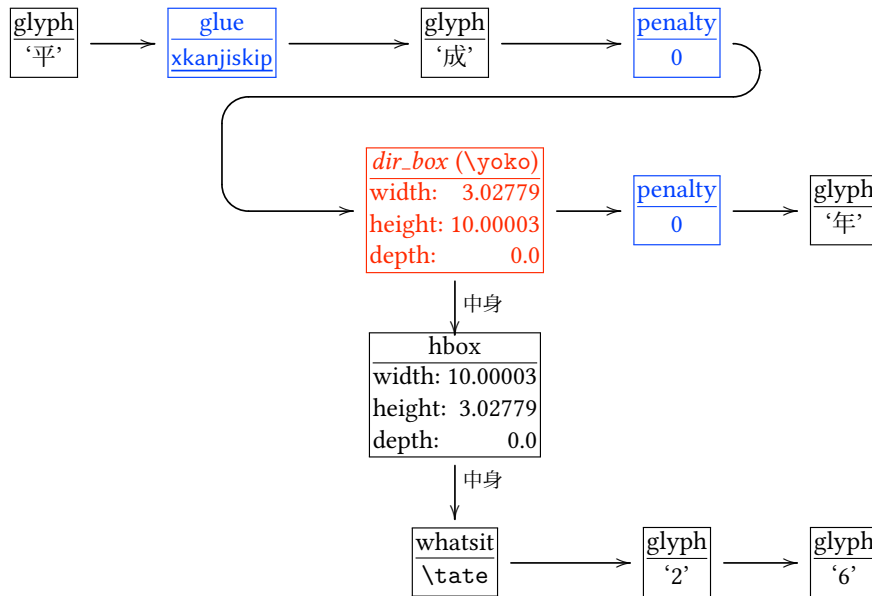 glyph
‘平’
glue
xkanjiskip
glyph
‘成’
penalty
0
dir_box (\yoko)
width: 3.02779
height: 10.00003
depth: 0.0
penalty
0
glyph
‘年’
中身
hbox
width: 10.00003
height: 3.02779
depth: 0.0
中身
whatsit
\tate
glyph
‘2’
glyph
‘6’